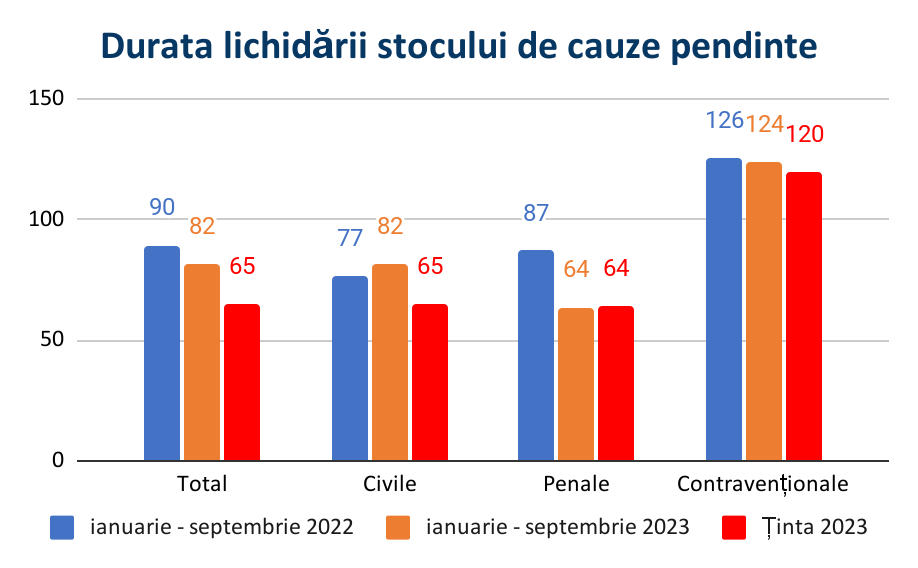 Durata lichidării stocului de cauze pendinte
150
126 124 120
100
90 82 65
77 82 65
87 64 64
50
0
Total Civile Penale Contravenționale
ianuarie - septembrie 2022 ianuarie - septembrie 2023 Ținta 2023